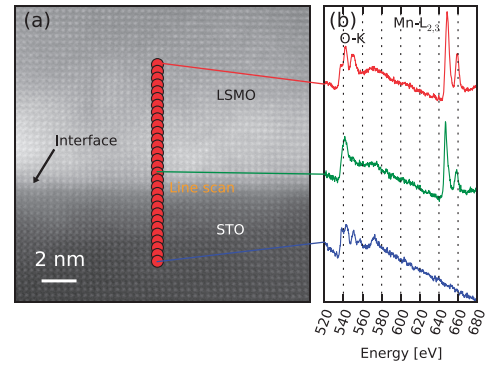 (a)
(b)
Mn-L2,3
O-K
LSMO
Interface
Line scan
STO
2 nm
520 540 560 580 600 620 640 660 680
Energy [eV]